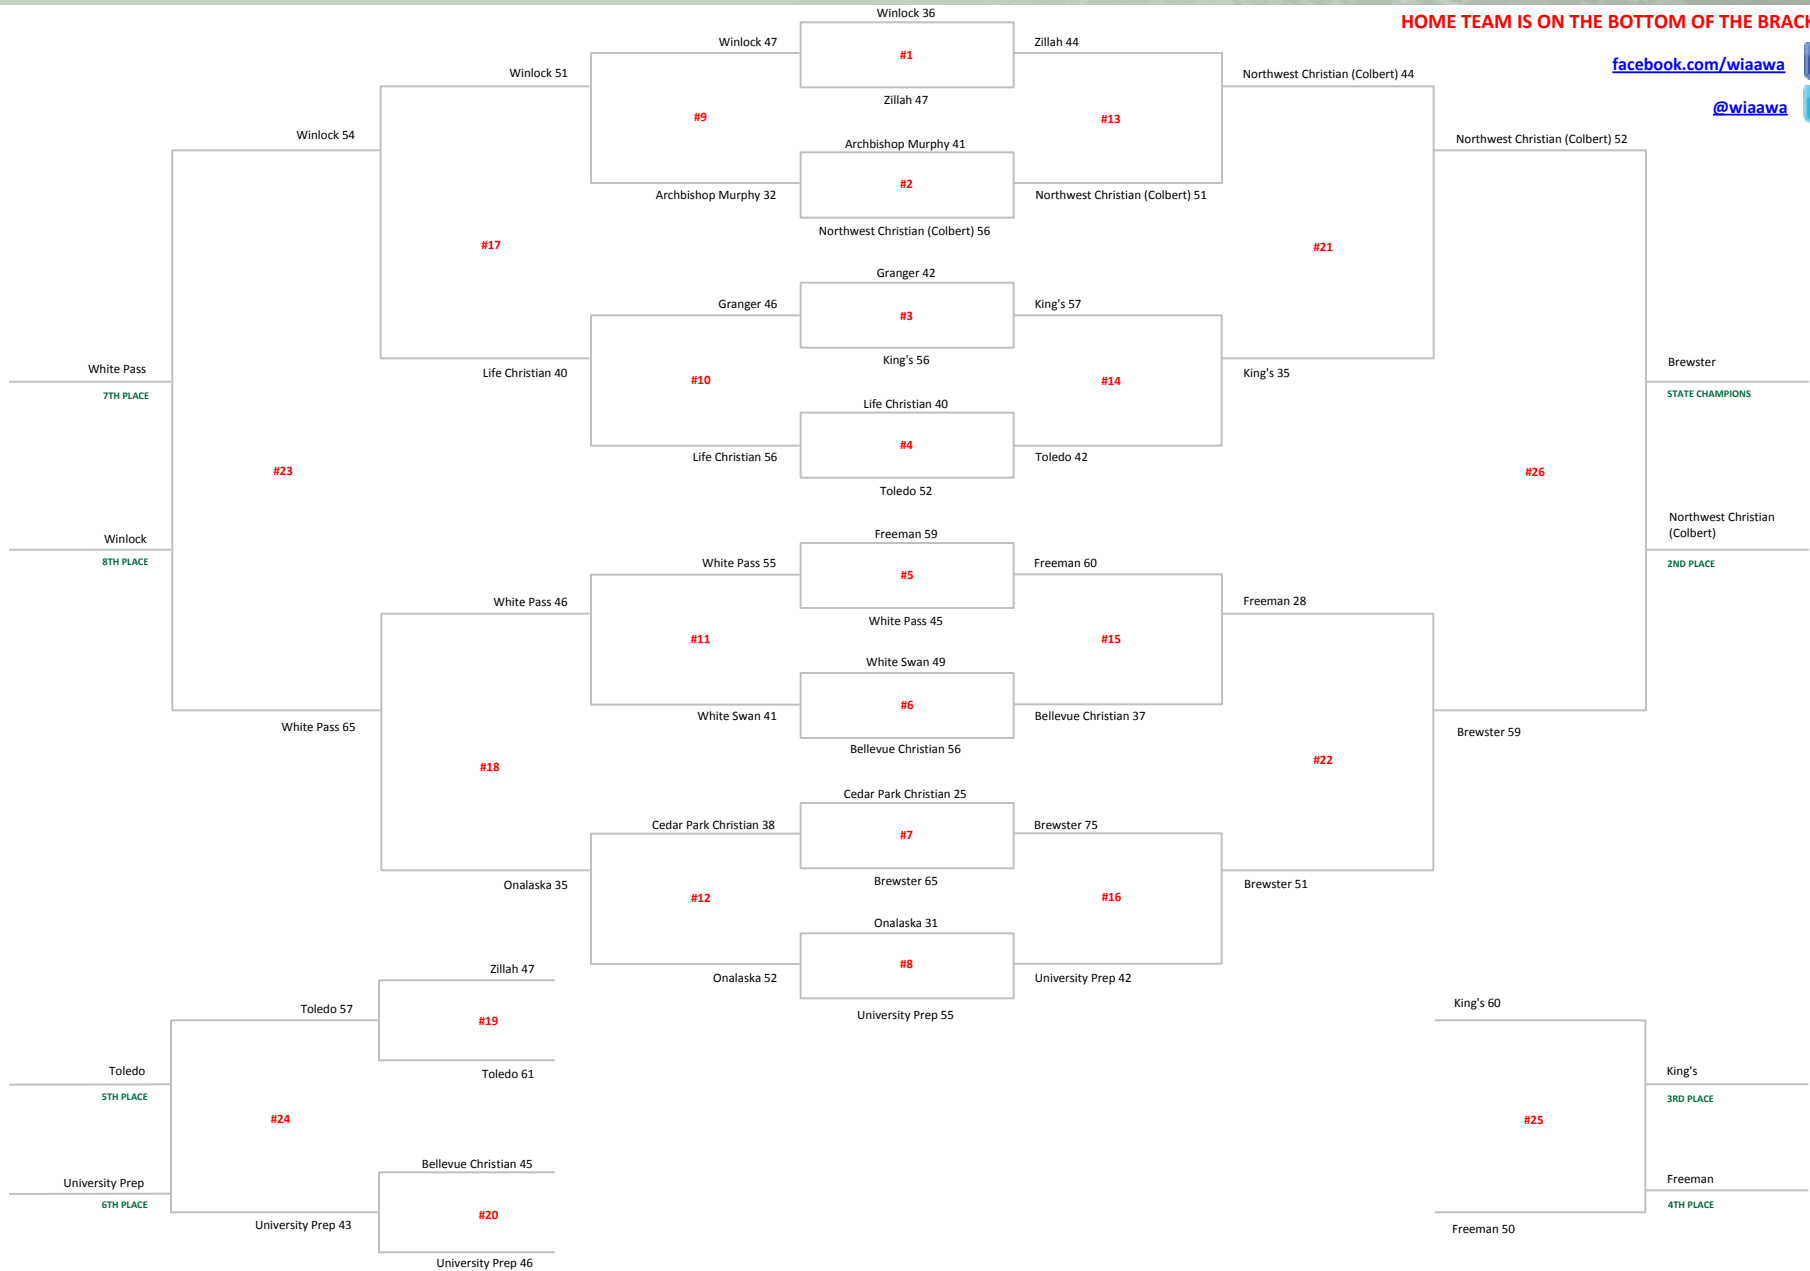 Winlock 36
HOME TEAM IS ON THE BOTTOM OF THE BRACK
Winlock 47
#1
Zillah 44
facebook.com/wiaawa
Winlock 51
Northwest Christian (Colbert) 44
Zillah 47
@wiaawa
#9
#13
Winlock 54
Archbishop Murphy 41
Northwest Christian (Colbert) 52
#2
Archbishop Murphy 32
Northwest Christian (Colbert) 51
Northwest Christian (Colbert) 56
#17
#21
Granger 42
Granger 46
King's 57
#3
King's 56
White Pass
Life Christian 40
King's 35
Brewster
#10
#14
7TH PLACE
STATE CHAMPIONS
Life Christian 40
#4
Life Christian 56
Toledo 42
#23
#26
Toledo 52
Northwest Christian
(Colbert)
Freeman 59
Winlock
8TH PLACE
2ND PLACE
White Pass 55
#5
Freeman 60
White Pass 46
Freeman 28
White Pass 45
#11
#15
White Swan 49
#6
White Swan 41
Bellevue Christian 37
White Pass 65
Brewster 59
Bellevue Christian 56
#18
#22
Cedar Park Christian 25
Cedar Park Christian 38
#7
Brewster 75
Brewster 65
Onalaska 35
Brewster 51
#12
#16
Onalaska 31
#8
Zillah 47
Onalaska 52
University Prep 42
Toledo 57
King's 60
University Prep 55
#19
Toledo
Toledo 61
King's
5TH PLACE
3RD PLACE
#24
#25
Bellevue Christian 45
University Prep
Freeman
6TH PLACE
4TH PLACE
University Prep 43
#20
Freeman 50
University Prep 46